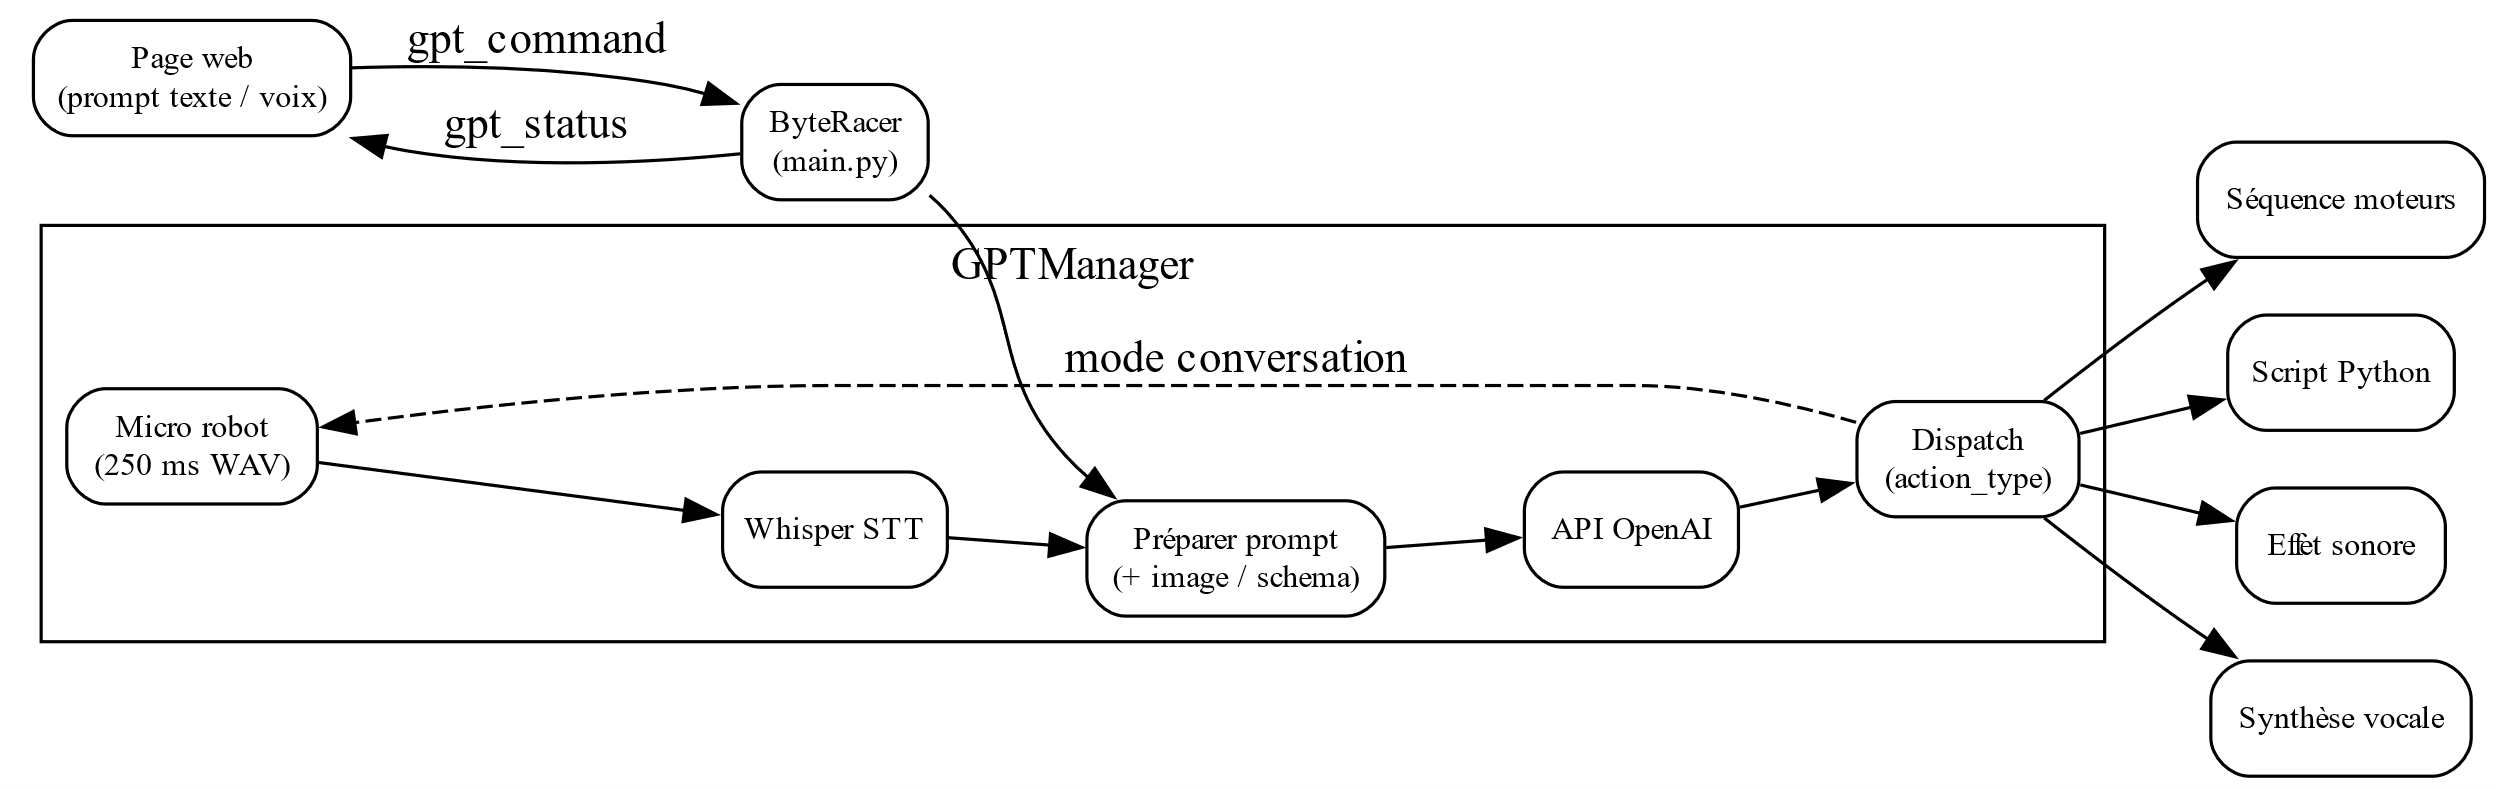 Page web
(prompt texte / voix)
gpt_command
gpt_status
ByteRacer
(main.py)
GPTManager
mode conversation
Micro robot
(250 ms WAV)
Whisper STT
Préparer prompt
(+ image / schema)
API OpenAI
Dispatch
(action_type)
Séquence moteurs
Script Python
Effet sonore
Synthèse vocale